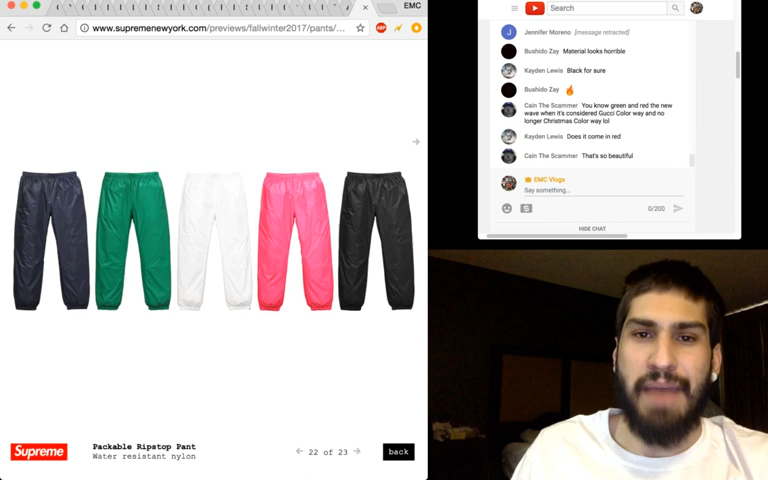 EMC
www.supremenewyork.com/previews/fallwinter2017/pants/...
ABP
Supreme
Packable Ripstop Pant
Water resistant nylon
22 of 23
back
Search
J
Jennifer Moreno [message retracted]
Bushido Zay Material looks horrible
Kayden Lewis Black for sure
Bushido Zay 🔥
Cain The Scammer You know green and red the new
wave when it's considered Gucci Color way and no
longer Christmas Color way lol
Kayden Lewis Does it come in red
Cain The Scammer That's so beautiful
EMC Vlogs
Say something...
$
0/200
HIDE CHAT